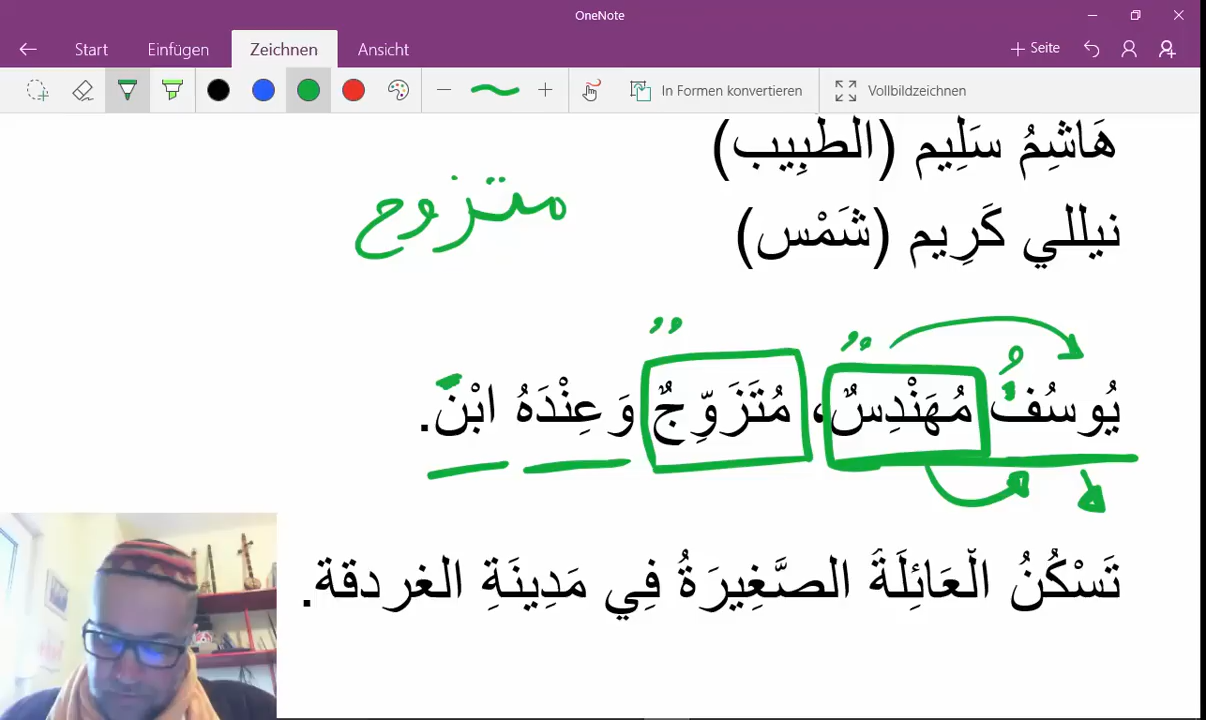 OneNote
Start Einfügen Zeichnen Ansicht Seite
In Formen konvertieren Vollbildzeichnen
هَاشِمُ سَلِيم (الطَبِيب)
متزوج
نيللي كَرِيم (شَمْس)
يُوسُفُ مُهَنْدِسٌ، مُتَزَوِّجٌ وَعِنْدَهُ ابْن.
تَسْكُنُ الْعَائِلَةُ الصَّغِيرَةُ فِي مَدِينَةِ الغردقة.